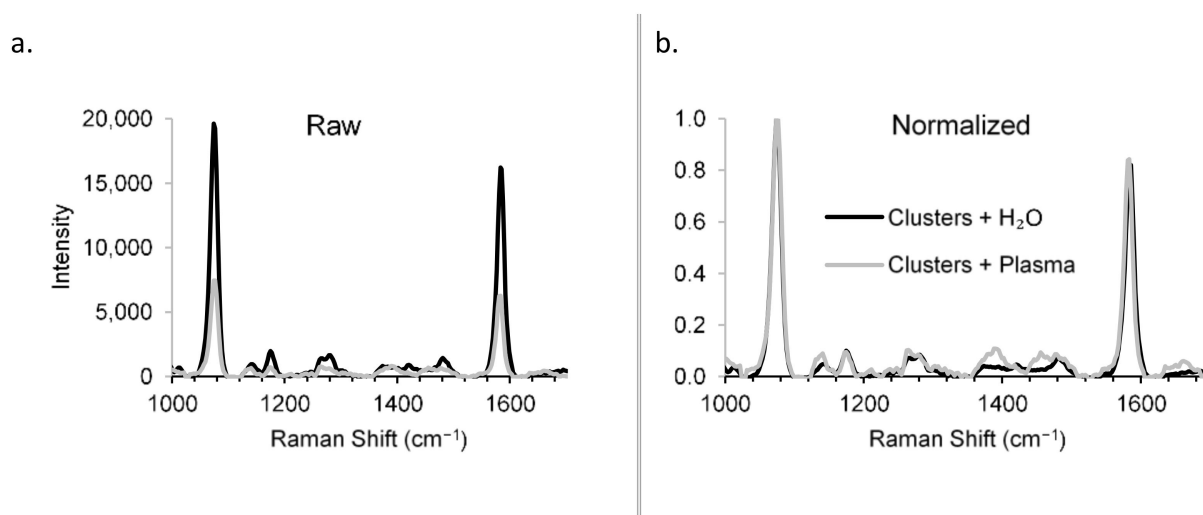 a.
Raw
20,000
15,000
10,000
5,000
0
Intensity
1000 1200 1400 1600
Raman Shift (cm⁻¹)
b.
Normalized
1.0
0.8
0.6
0.4
0.2
0.0
Clusters + H₂O
Clusters + Plasma
1000 1200 1400 1600
Raman Shift (cm⁻¹)